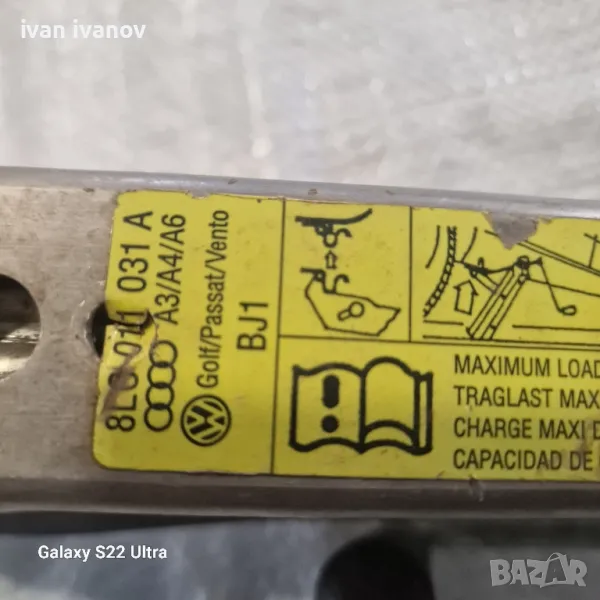 ivan ivanov
8L0 011 031 A
A3/A4/A6
Golf/Passat/Vento
BJ1
MAXIMUM LOAD
TRAGLAST MAX
CHARGE MAXI D
CAPACIDAD DE
Galaxy S22 Ultra
BAZAR